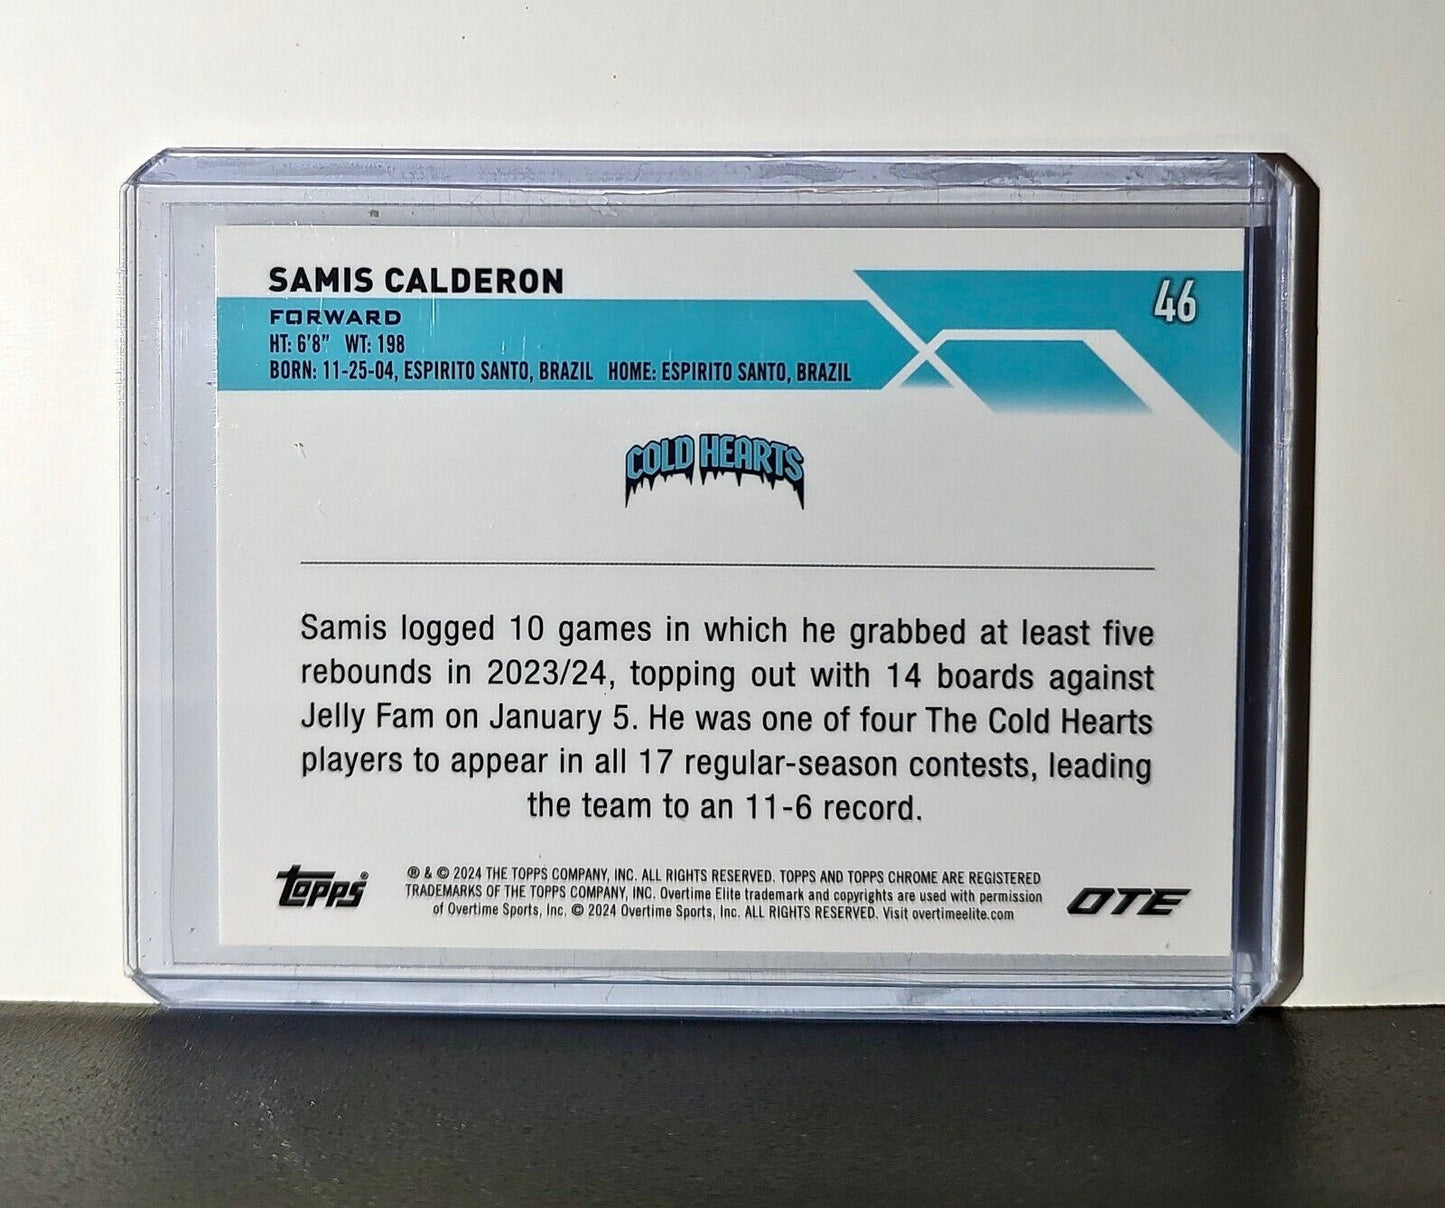 SAMIS CALDERON
46
FORWARD
HT: 6'8" WT: 198
BORN: 11-25-04, ESPIRITO SANTO, BRAZIL HOME: ESPIRITO SANTO, BRAZIL
COLD HEARTS
Samis logged 10 games in which he grabbed at least five
rebounds in 2023/24, topping out with 14 boards against
Jelly Fam on January 5. He was one of four The Cold Hearts
players to appear in all 17 regular-season contests, leading
the team to an 11-6 record.
topps®
® & © 2024 THE TOPPS COMPANY, INC. ALL RIGHTS RESERVED. TOPPS AND TOPPS CHROME ARE REGISTERED
TRADEMARKS OF THE TOPPS COMPANY, INC. Overtime Elite trademark and copyrights are used with permission
of Overtime Sports, Inc. © 2024 Overtime Sports, Inc. ALL RIGHTS RESERVED. Visit overtimeelite.com
OTE